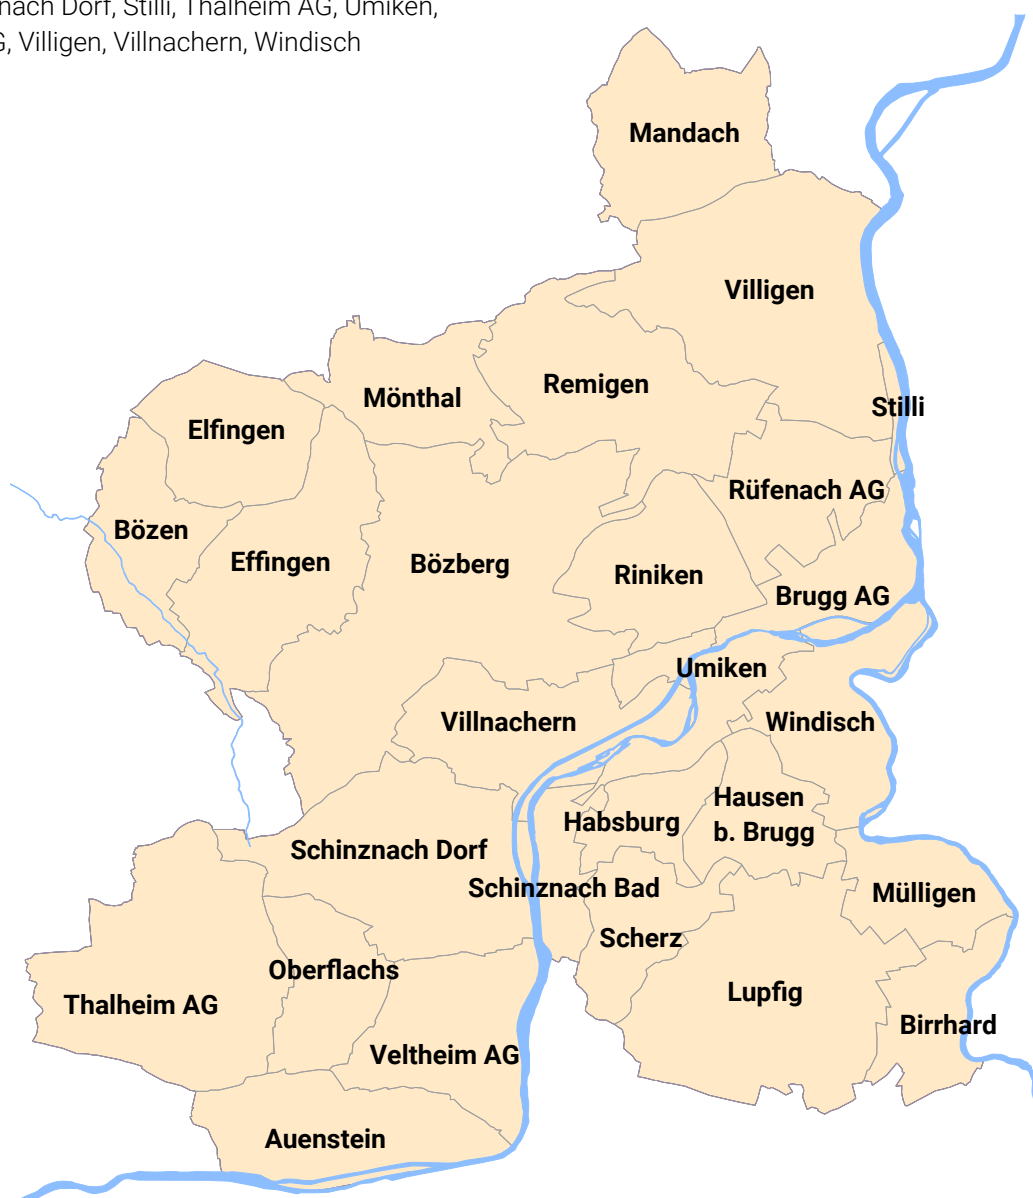 nach Dorf, Stilli, Thalheim AG, Umiken,
G, Villigen, Villnachern, Windisch
Mandach
Villigen
Remigen
Mönthal
Stilli
Elfingen
Rüfenach AG
Bözen
Effingen
Bözberg
Riniken
Brugg AG
Umiken
Villnachern
Windisch
Hausen
b. Brugg
Habsburg
Schinznach Dorf
Schinznach Bad
Mülligen
Scherz
Oberflachs
Thalheim AG
Lupfig
Birrhard
Veltheim AG
Auenstein